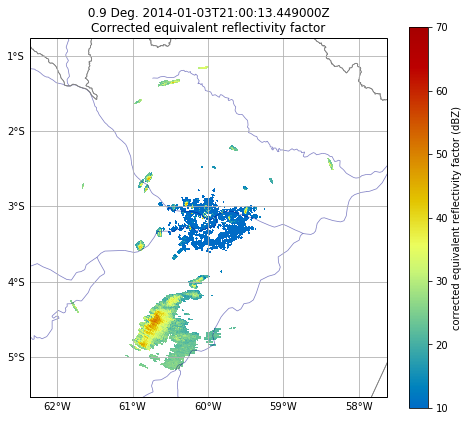 0.9 Deg. 2014-01-03T21:00:13.449000Z
Corrected equivalent reflectivity factor
1°S
2°S
3°S
4°S
5°S
62°W
61°W
60°W
59°W
58°W
70
60
50
40
30
20
10
corrected equivalent reflectivity factor (dBZ)